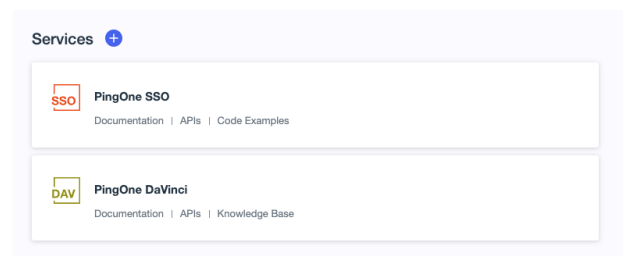 Services +
SSO
PingOne SSO
Documentation | APIs | Code Examples
DAV
PingOne DaVinci
Documentation | APIs | Knowledge Base